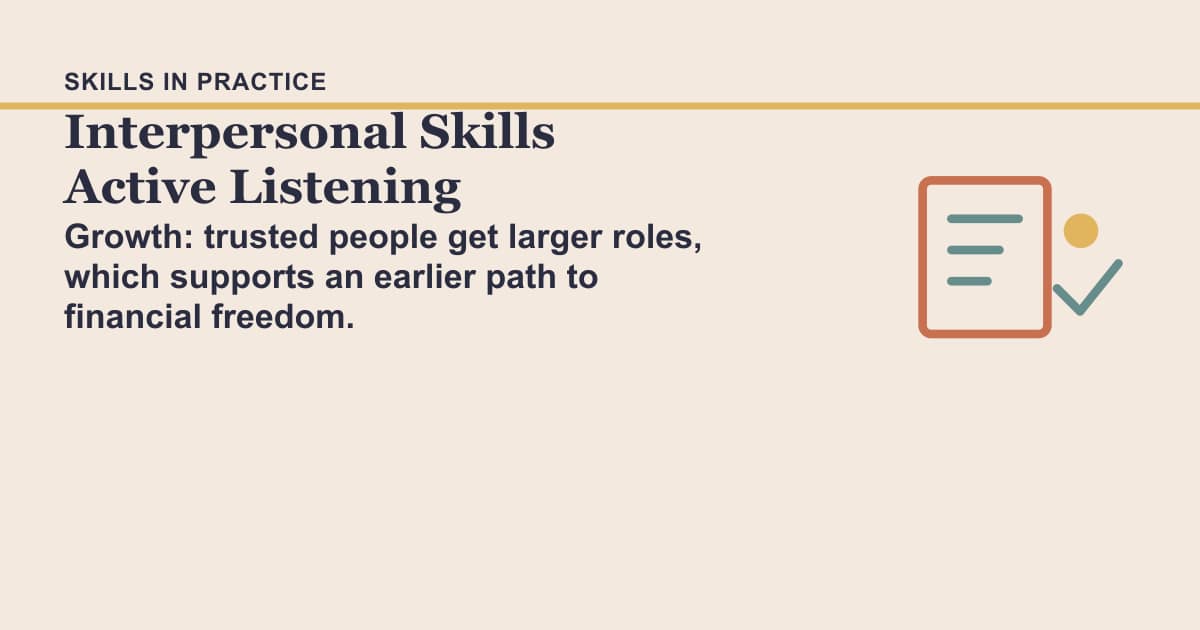 SKILLS IN PRACTICE
Interpersonal Skills
Active Listening
Growth: trusted people get larger roles,
which supports an earlier path to
financial freedom.